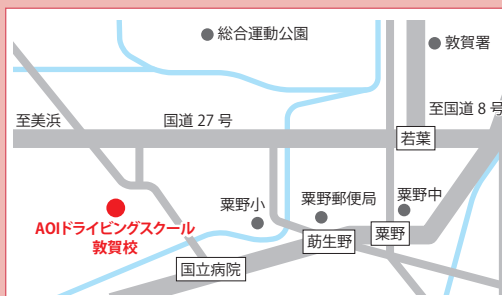 総合運動公園
敦賀署
至美浜
国道 27 号
至国道 8 号
若葉
粟野小
粟野郵便局
粟野中
AOIドライビングスクール
敦賀校
莇生野
粟野
国立病院